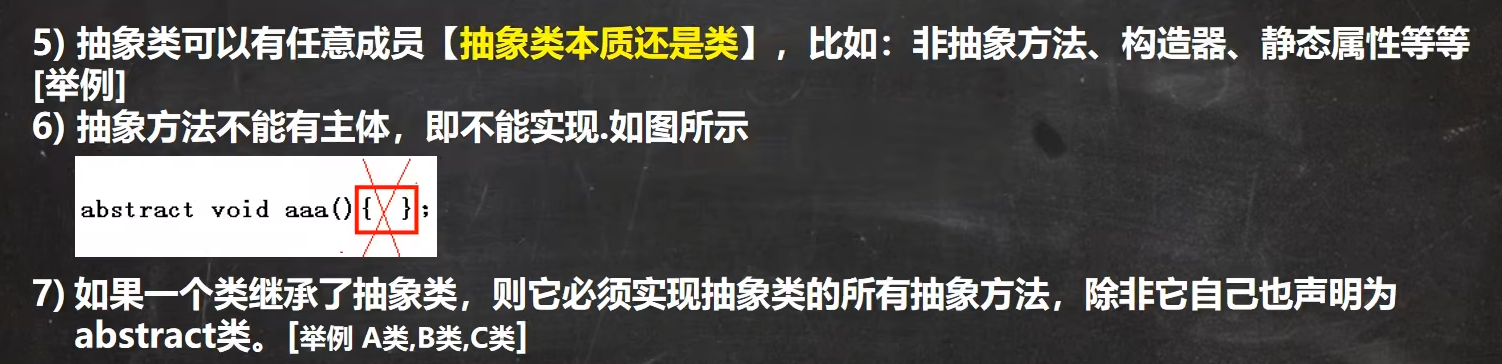 5) 抽象类可以有任意成员【抽象类本质还是类】，比如：非抽象方法、构造器、静态属性等等
[举例]
6) 抽象方法不能有主体，即不能实现.如图所示
abstract void aaa(){ };
7) 如果一个类继承了抽象类，则它必须实现抽象类的所有抽象方法，除非它自己也声明为
abstract类。[举例 A类,B类,C类]